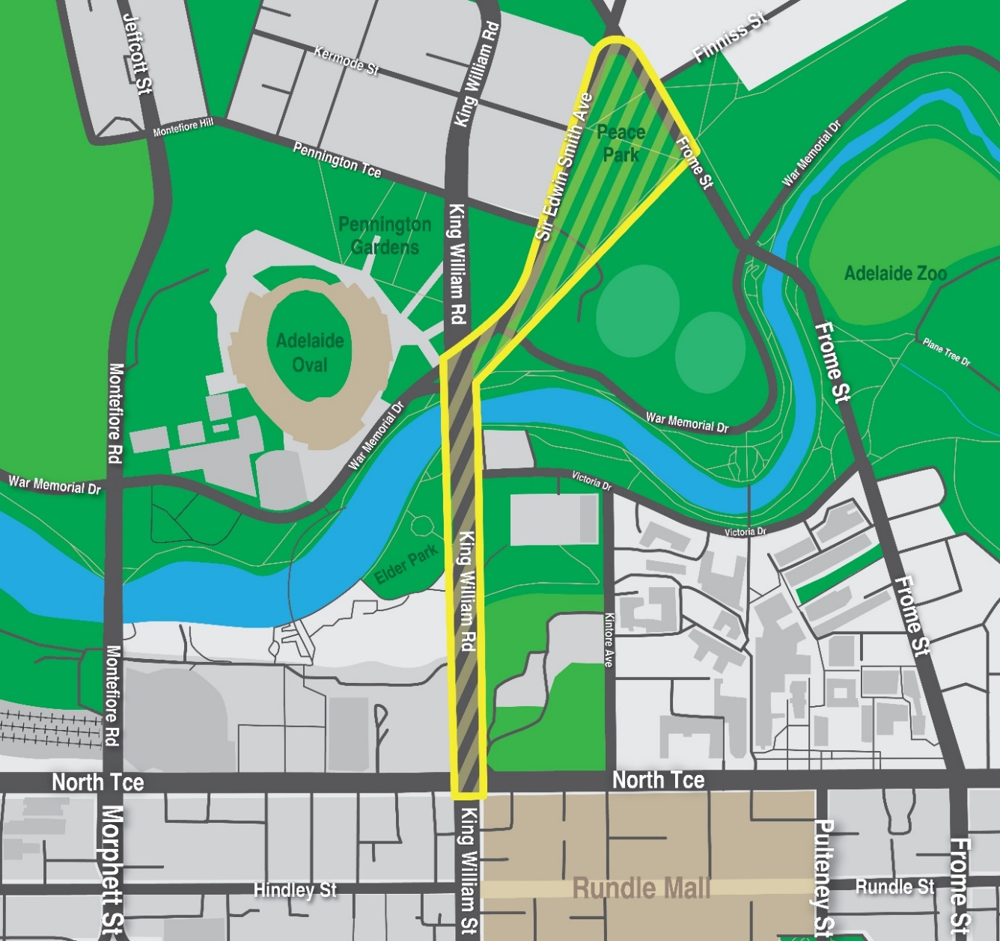 Jeffcott St
Kermode St
King William Rd
Finniss St
Montefiore Hill
Pennington Tce
Sir Edwin Smith Ave
Peace
Park
Frome St
War Memorial Dr
Pennington
Gardens
King William Rd
Adelaide Zoo
Adelaide
Oval
Frome St
Plane Tree Dr
Montefiore Rd
War Memorial Dr
War Memorial Dr
War Memorial Dr
Victoria Dr
Victoria Dr
Elder Park
King William Rd
Frome St
Kintore Ave
Montefiore Rd
North Tce
North Tce
Morphett St
King William St
Pulteney St
Frome St
Hindley St
Rundle Mall
Rundle St